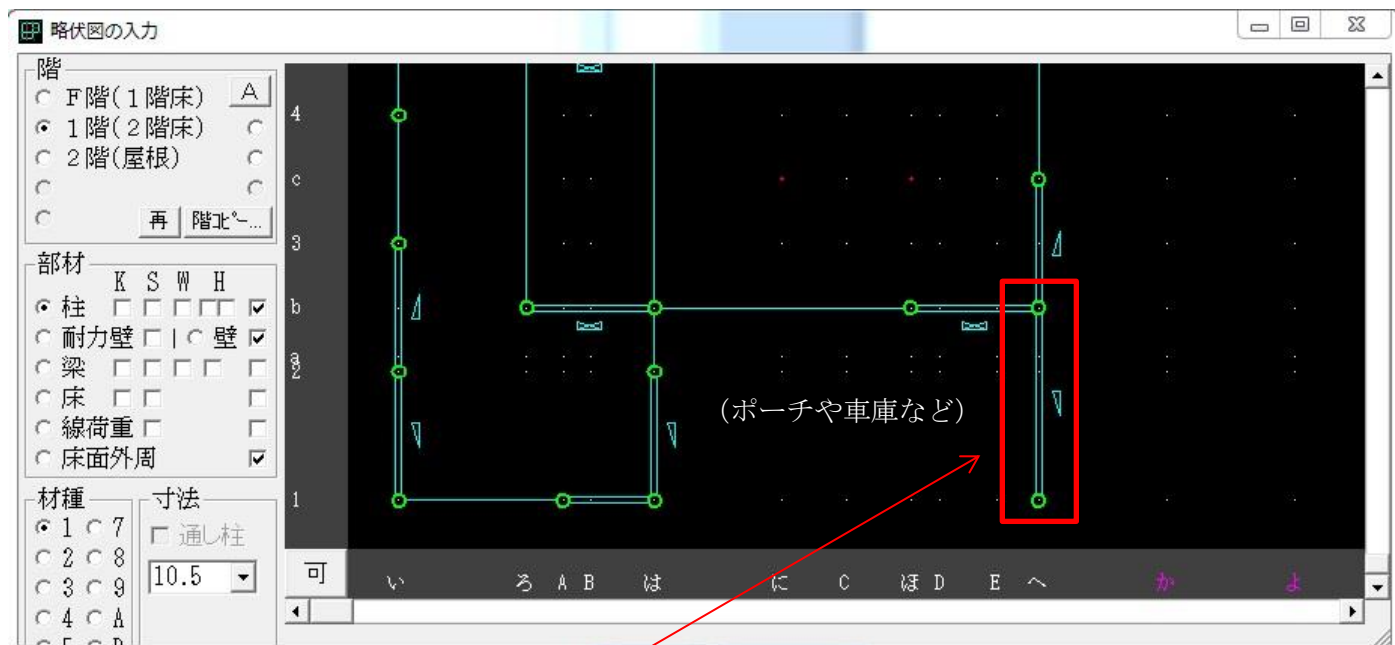 略伏図の入力
階
F階(1階床) A
1階(2階床)
2階(屋根)
再 階ｺﾋﾟｰ...
部材
K S W H
柱
耐力壁 | 壁
梁
床
線荷重
床面外周
材種
1 7
2 8
3 9
4 A
寸法
通し柱
10.5
4
c
3
b
a
2
1
(ポーチや車庫など)
可
い ろ A B は に C ほ D E へ か よ